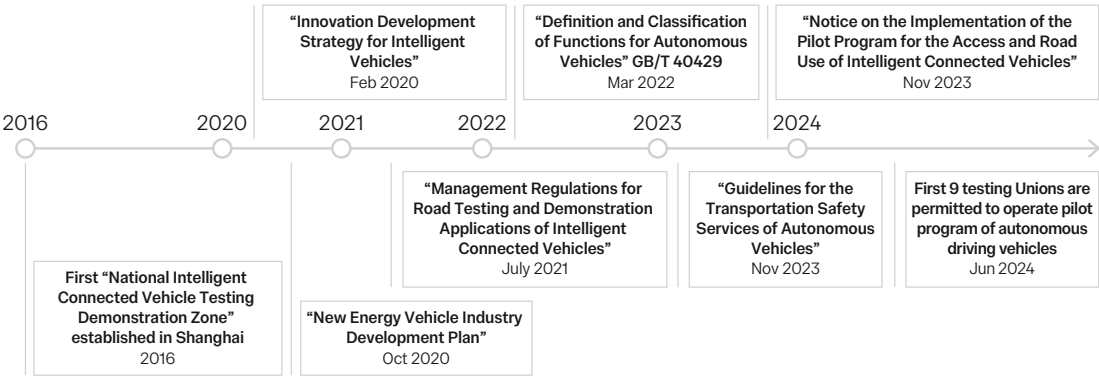 “Innovation Development
Strategy for Intelligent
Vehicles”
Feb 2020
“Definition and Classification
of Functions for Autonomous
Vehicles” GB/T 40429
Mar 2022
“Notice on the Implementation of the
Pilot Program for the Access and Road
Use of Intelligent Connected Vehicles”
Nov 2023
2016
2020
2021
2022
2023
2024
“Management Regulations for
Road Testing and Demonstration
Applications of Intelligent
Connected Vehicles”
July 2021
“Guidelines for the
Transportation Safety
Services of Autonomous
Vehicles”
Nov 2023
First 9 testing Unions are
permitted to operate pilot
program of autonomous
driving vehicles
Jun 2024
First “National Intelligent
Connected Vehicle Testing
Demonstration Zone”
established in Shanghai
2016
“New Energy Vehicle Industry
Development Plan”
Oct 2020